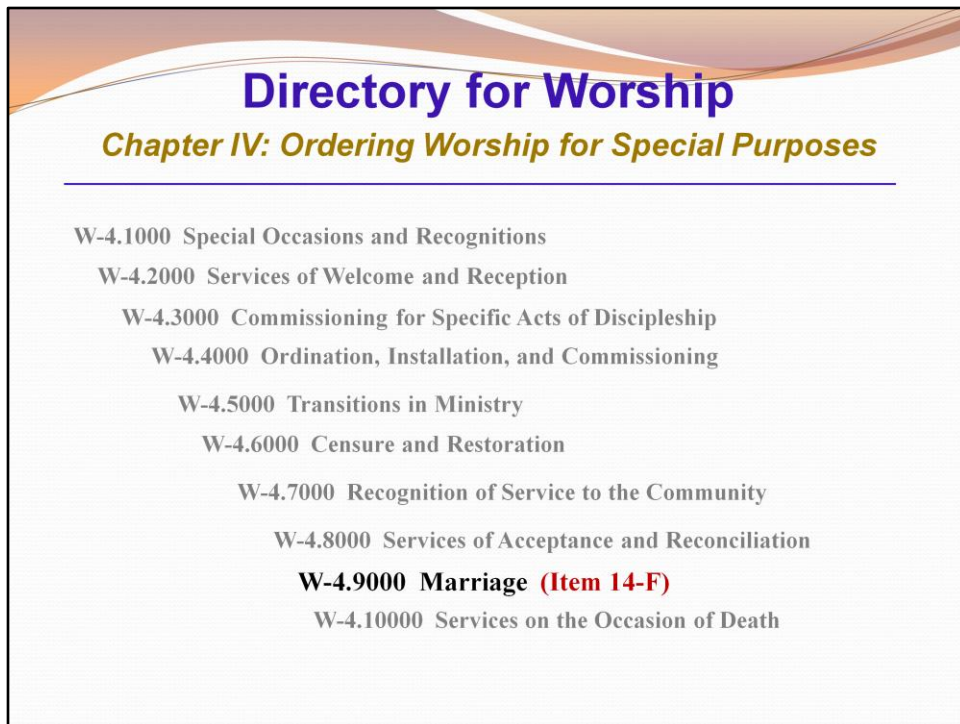 Directory for Worship
Chapter IV: Ordering Worship for Special Purposes
W-4.1000 Special Occasions and Recognitions
W-4.2000 Services of Welcome and Reception
W-4.3000 Commissioning for Specific Acts of Discipleship
W-4.4000 Ordination, Installation, and Commissioning
W-4.5000 Transitions in Ministry
W-4.6000 Censure and Restoration
W-4.7000 Recognition of Service to the Community
W-4.8000 Services of Acceptance and Reconciliation
W-4.9000 Marriage (Item 14-F)
W-4.10000 Services on the Occasion of Death